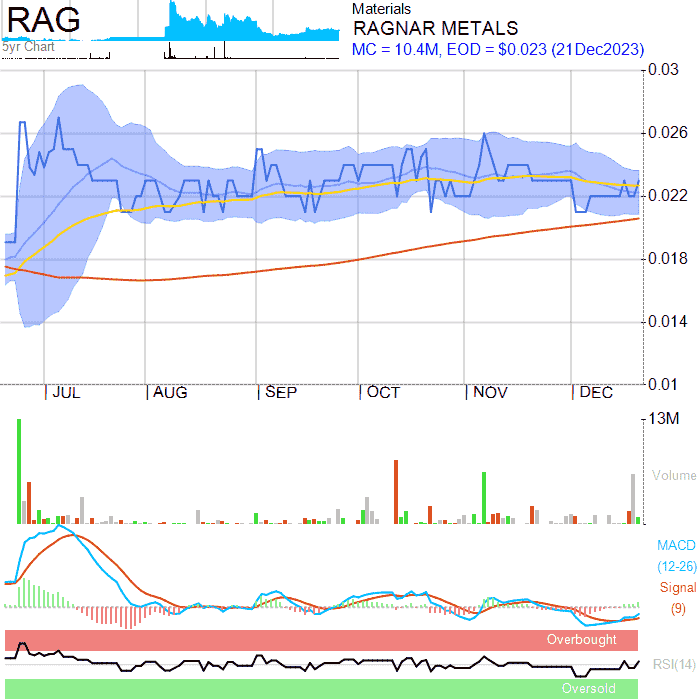 RAG
5yr Chart
Materials
RAGNAR METALS
MC = 10.4M, EOD = $0.023 (21Dec2023)
0.03
0.026
0.022
0.018
0.014
0.01
JUL AUG SEP OCT NOV DEC
13M
Volume
MACD
(12-26)
Signal
(9)
Overbought
RSI(14)
Oversold